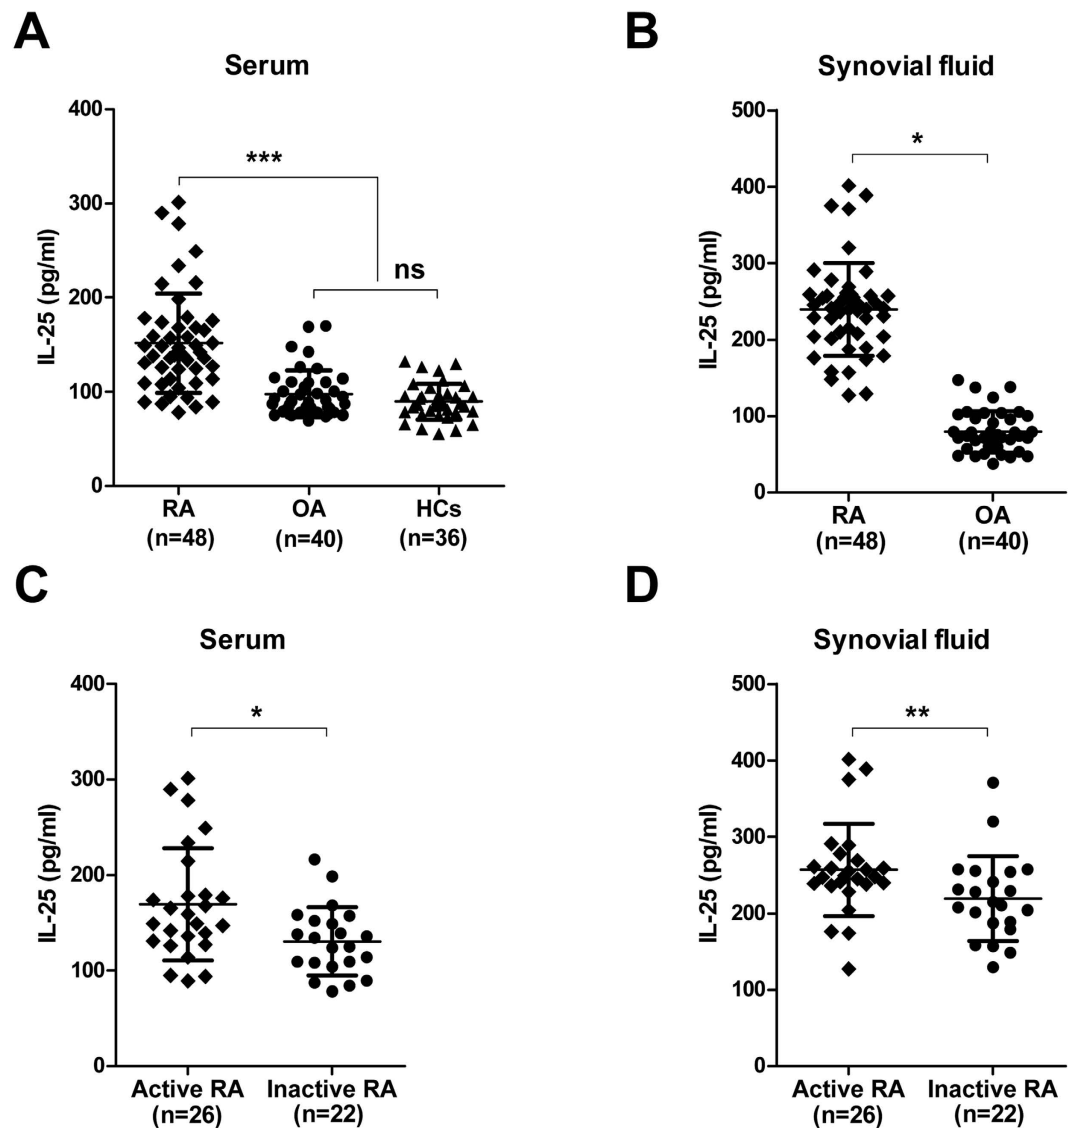 A
Serum
IL-25 (pg/ml)
400
300
200
100
0
***
ns
RA
(n=48)
OA
(n=40)
HCs
(n=36)
B
Synovial fluid
IL-25 (pg/ml)
500
400
300
200
100
0
*
RA
(n=48)
OA
(n=40)
C
Serum
IL-25 (pg/ml)
400
300
200
100
0
*
Active RA
(n=26)
Inactive RA
(n=22)
D
Synovial fluid
IL-25 (pg/ml)
500
400
300
200
100
0
**
Active RA
(n=26)
Inactive RA
(n=22)